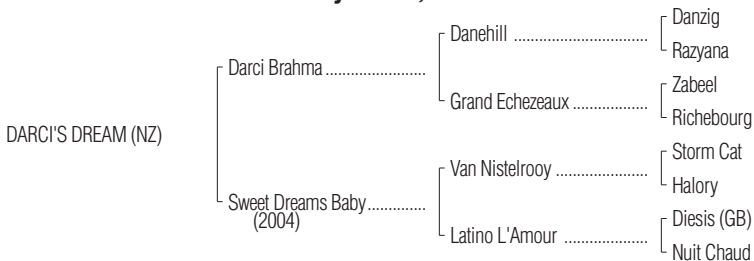 Danzig
Danehill ..............................
Razyana
Darci Brahma ........................
Zabeel
Grand Echezeaux ..................
Richebourg
DARCI'S DREAM (NZ)
Storm Cat
Van Nistelrooy ......................
Halory
Sweet Dreams Baby..............
(2004)
Diesis (GB)
Latino L'Amour ....................
Nuit Chaud